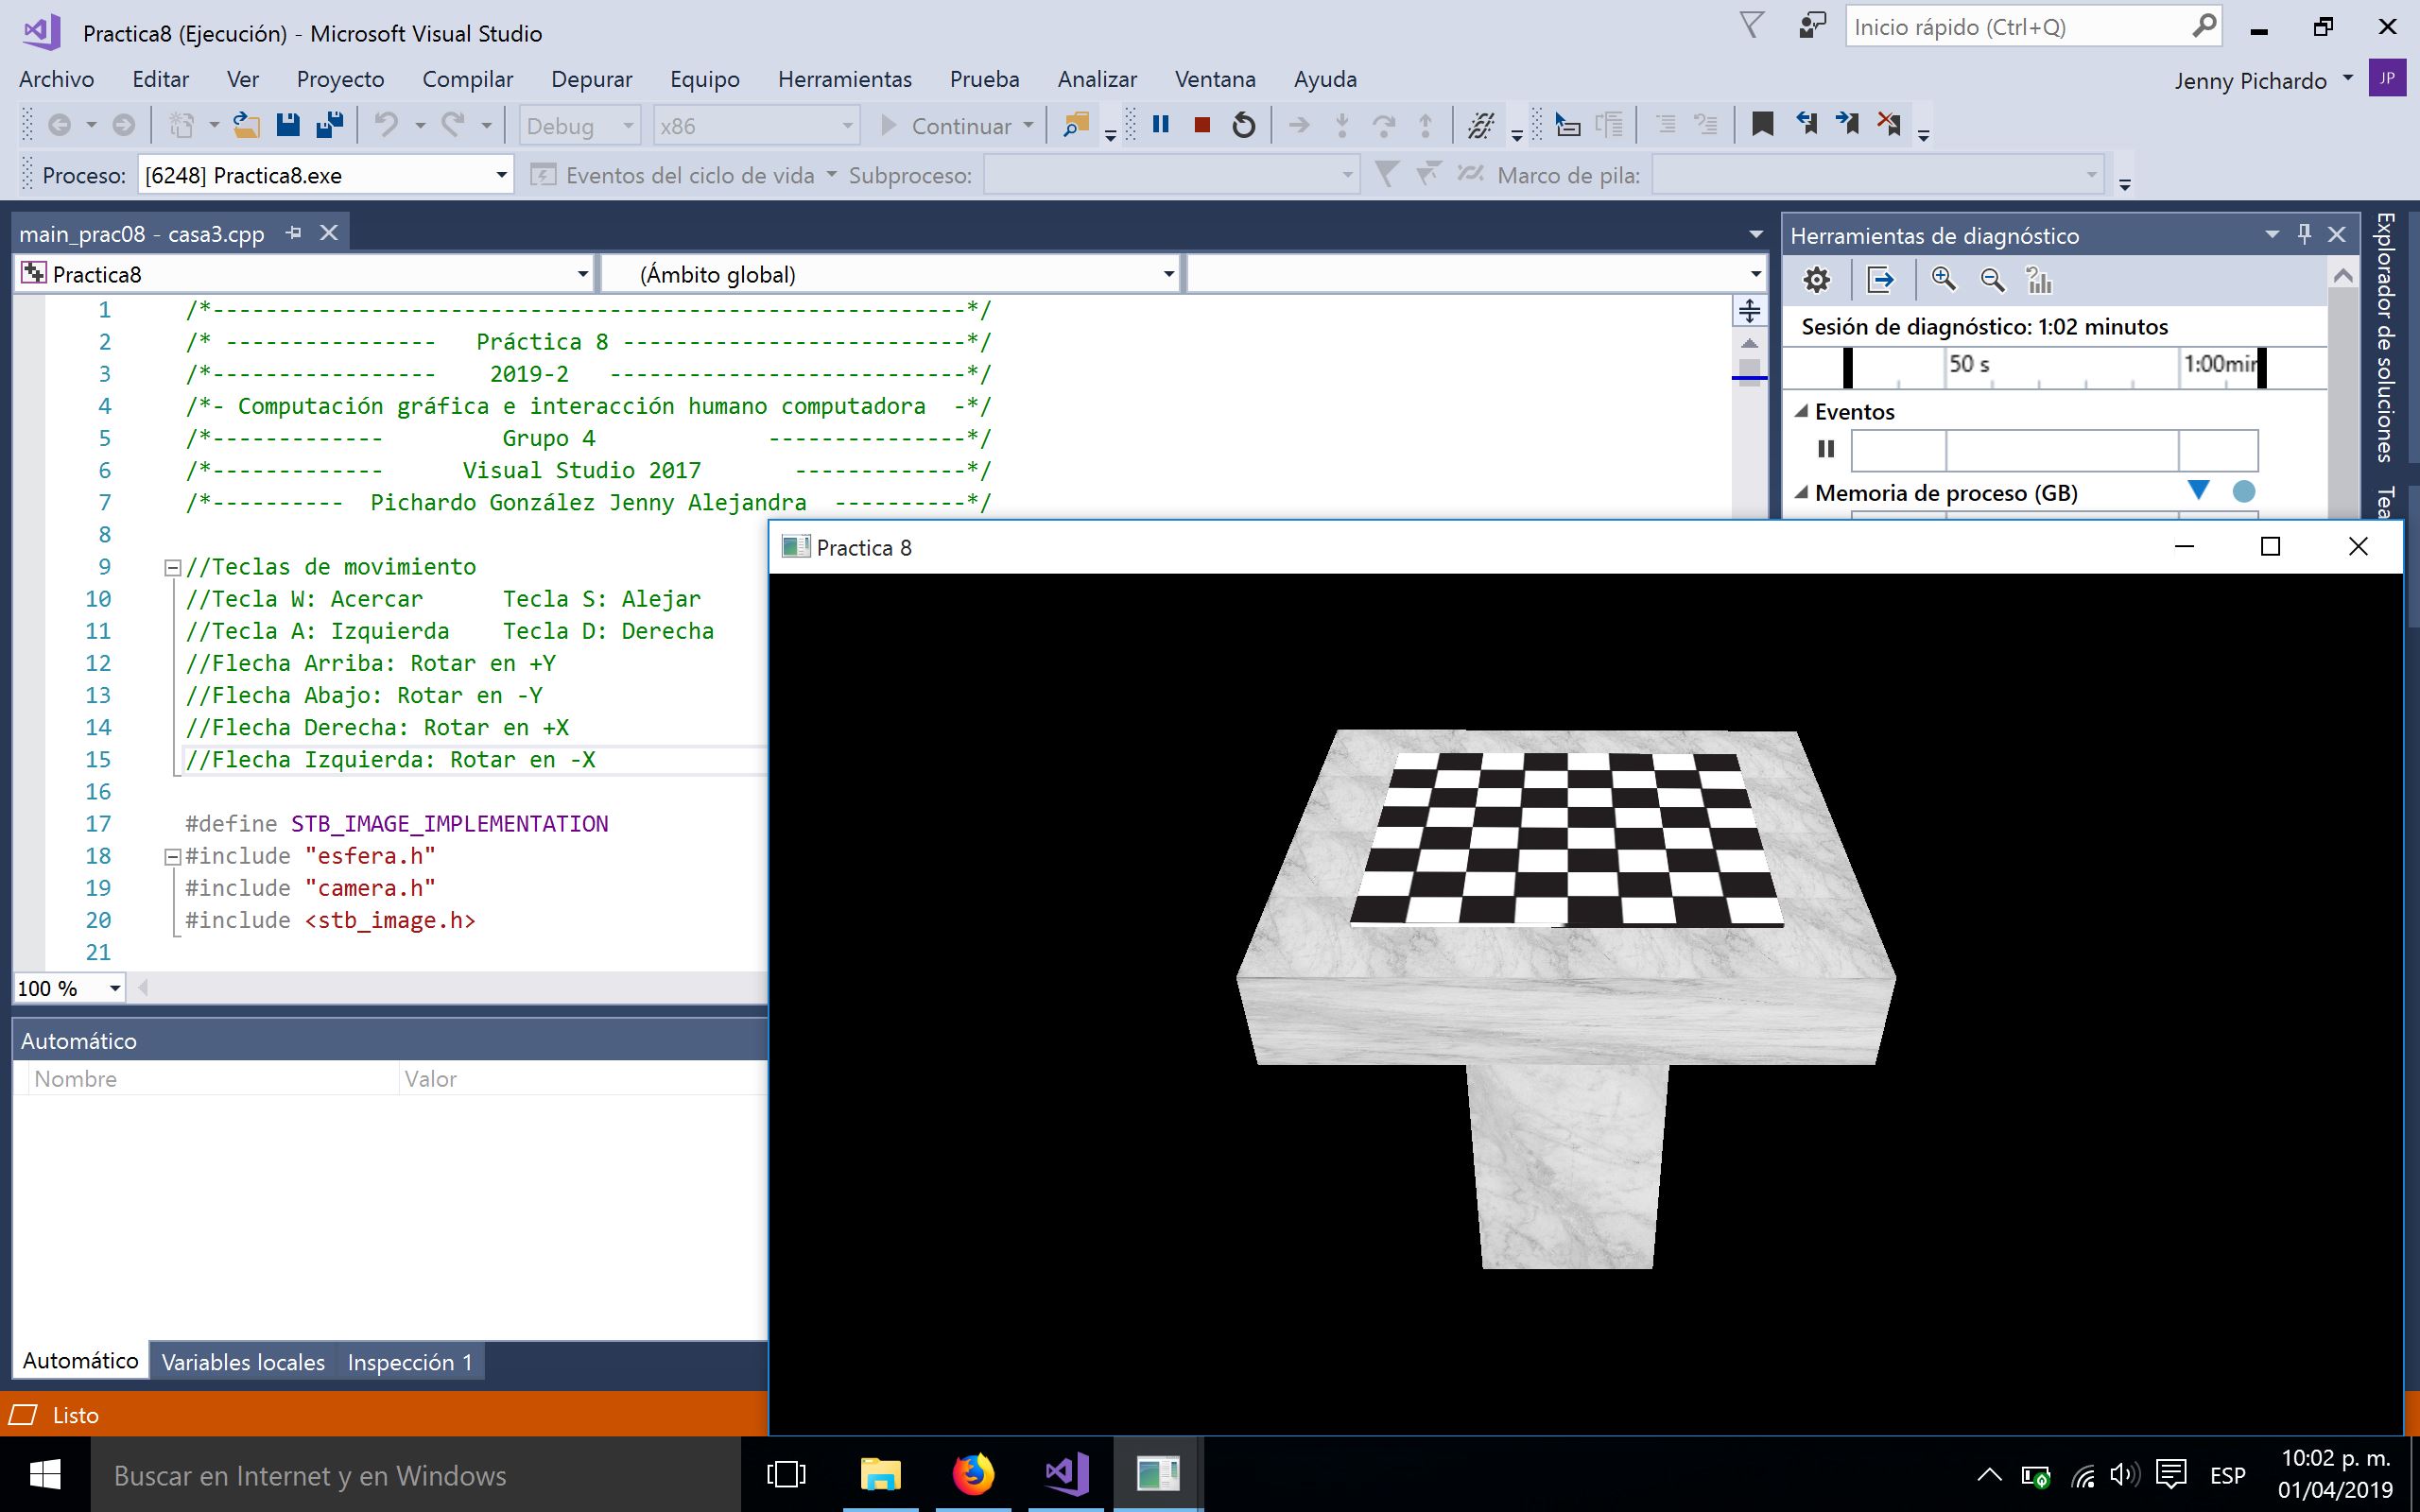 Practica8 (Ejecución) - Microsoft Visual Studio
Inicio rápido (Ctrl+Q)
Archivo Editar Ver Proyecto Compilar Depurar Equipo Herramientas Prueba Analizar Ventana Ayuda
Jenny Pichardo
JP
Debug x86 Continuar
Proceso: [6248] Practica8.exe Eventos del ciclo de vida Subproceso: Marco de pila:
main_prac08 - casa3.cpp
Practica8 (Ámbito global)
1 /*---------------------------------------------------------*/
2 /* ---------------- Práctica 8 --------------------------*/
3 /*----------------- 2019-2 ---------------------------*/
4 /*- Computación gráfica e interacción humano computadora -*/
5 /*------------- Grupo 4 ---------------*/
6 /*------------- Visual Studio 2017 -------------*/
7 /*---------- Pichardo González Jenny Alejandra ----------*/
8
9 //Teclas de movimiento
10 //Tecla W: Acercar Tecla S: Alejar
11 //Tecla A: Izquierda Tecla D: Derecha
12 //Flecha Arriba: Rotar en +Y
13 //Flecha Abajo: Rotar en -Y
14 //Flecha Derecha: Rotar en +X
15 //Flecha Izquierda: Rotar en -X
16
17 #define STB_IMAGE_IMPLEMENTATION
18 #include "esfera.h"
19 #include "camera.h"
20 #include <stb_image.h>
21
100 %
Herramientas de diagnóstico
Sesión de diagnóstico: 1:02 minutos
50 s 1:00min
Eventos
Memoria de proceso (GB)
Explorador de soluciones
Practica 8
Automático
Nombre Valor
Automático Variables locales Inspección 1
Listo
Buscar en Internet y en Windows
ESP
10:02 p. m.
01/04/2019